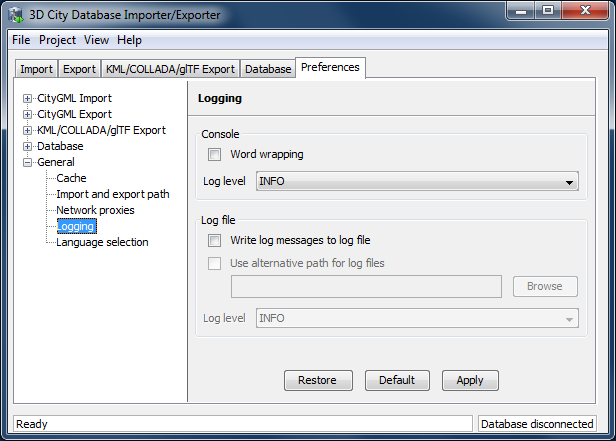 3D City Database Importer/Exporter
File Project View Help
Import Export KML/COLLADA/glTF Export Database Preferences
CityGML Import
CityGML Export
KML/COLLADA/glTF Export
Database
General
Cache
Import and export path
Network proxies
Logging
Language selection
Logging
Console
Word wrapping
Log level INFO
Log file
Write log messages to log file
Use alternative path for log files
Browse
Log level INFO
Restore Default Apply
Ready Database disconnected